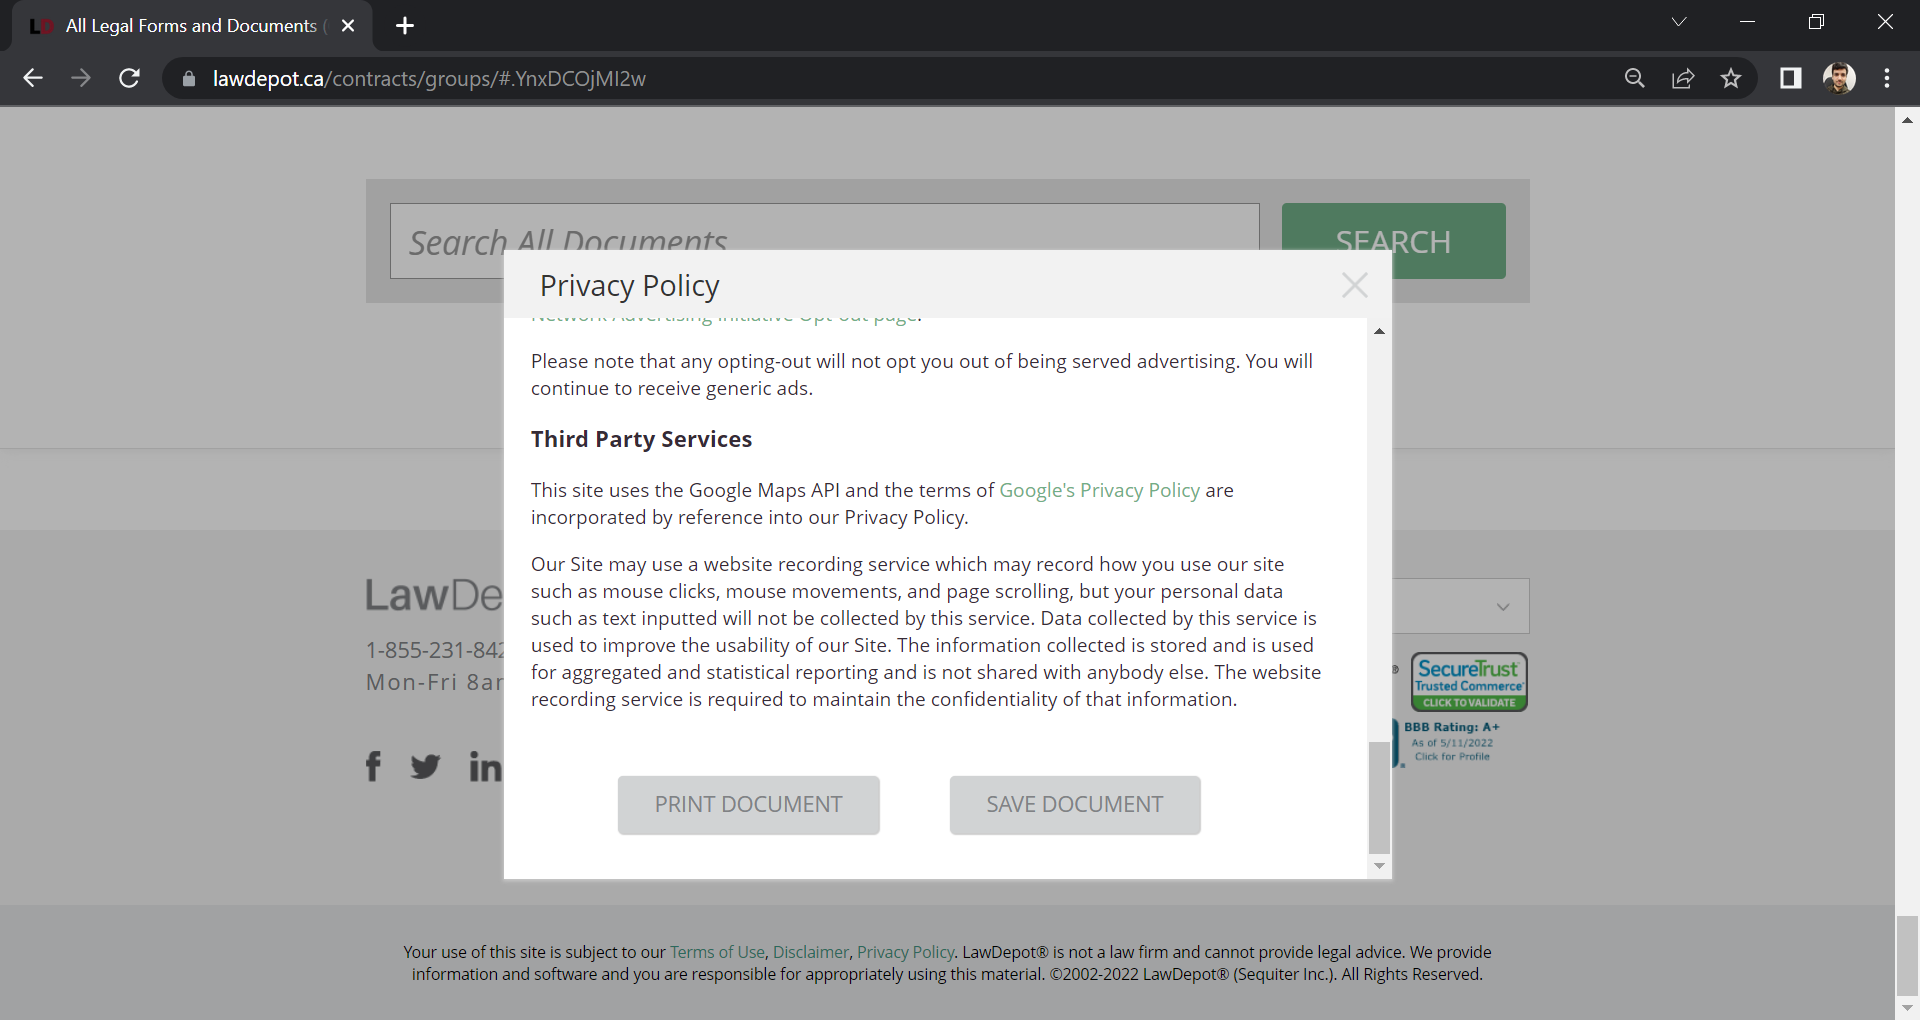 All Legal Forms and Documents
lawdepot.ca/contracts/groups/#.YnxDCOjMI2w
Search All Documents
SEARCH
Privacy Policy
Network Advertising Initiative Opt-out page.
Please note that any opting-out will not opt you out of being served advertising. You will
continue to receive generic ads.
Third Party Services
This site uses the Google Maps API and the terms of Google's Privacy Policy are
incorporated by reference into our Privacy Policy.
Our Site may use a website recording service which may record how you use our site
such as mouse clicks, mouse movements, and page scrolling, but your personal data
such as text inputted will not be collected by this service. Data collected by this service is
used to improve the usability of our Site. The information collected is stored and is used
for aggregated and statistical reporting and is not shared with anybody else. The website
recording service is required to maintain the confidentiality of that information.
PRINT DOCUMENT
SAVE DOCUMENT
LawDe
1-855-231-842
Mon-Fri 8a
®
SecureTrust
Trusted Commerce
CLICK TO VALIDATE
BBB Rating: A+
As of 5/11/2022
Click for Profile
Your use of this site is subject to our Terms of Use, Disclaimer, Privacy Policy. LawDepot® is not a law firm and cannot provide legal advice. We provide
information and software and you are responsible for appropriately using this material. ©2002-2022 LawDepot® (Sequiter Inc.). All Rights Reserved.